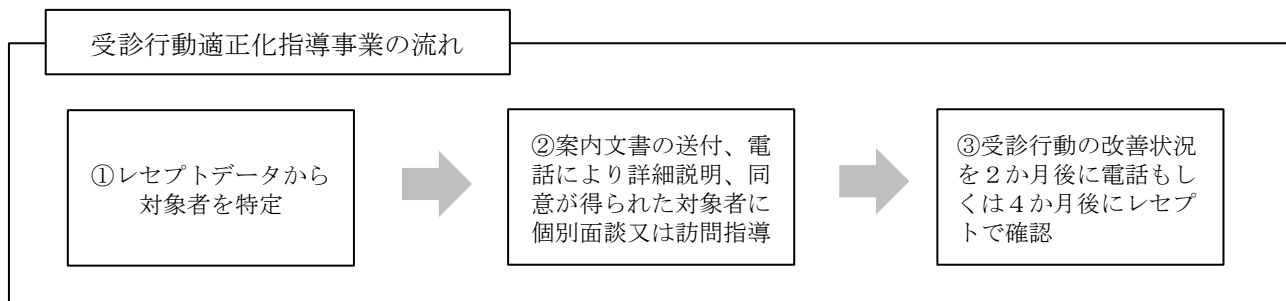 受診行動適正化指導事業の流れ
①レセプトデータから
対象者を特定
②案内文書の送付、電
話により詳細説明、同
意が得られた対象者に
個別面談又は訪問指導
③受診行動の改善状況
を２か月後に電話もし
くは４か月後にレセプ
トで確認